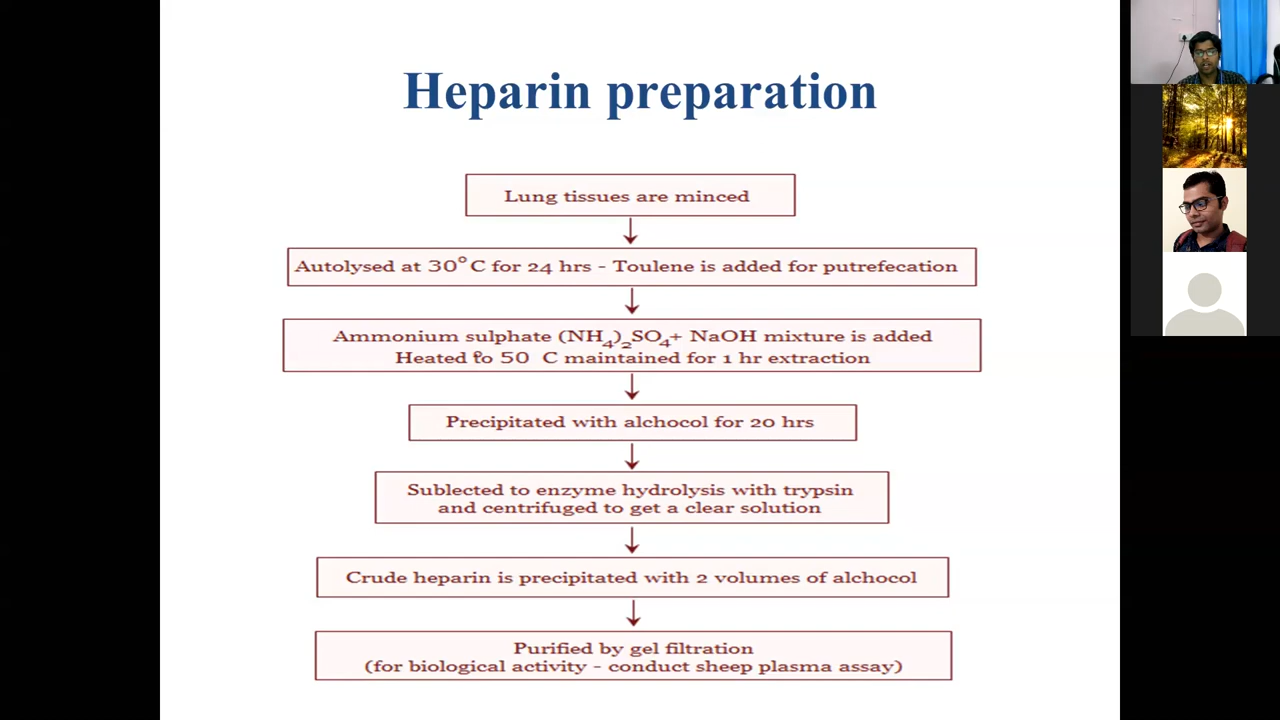 Heparin preparation
Lung tissues are minced
Autolysed at 30°C for 24 hrs - Toulene is added for putrefecation
Ammonium sulphate (NH4)2SO4+ NaOH mixture is added
Heated to 50 °C maintained for 1 hr extraction
Precipitated with alchocol for 20 hrs
Sublected to enzyme hydrolysis with trypsin
and centrifuged to get a clear solution
Crude heparin is precipitated with 2 volumes of alchocol
Purified by gel filtration
(for biological activity - conduct sheep plasma assay)